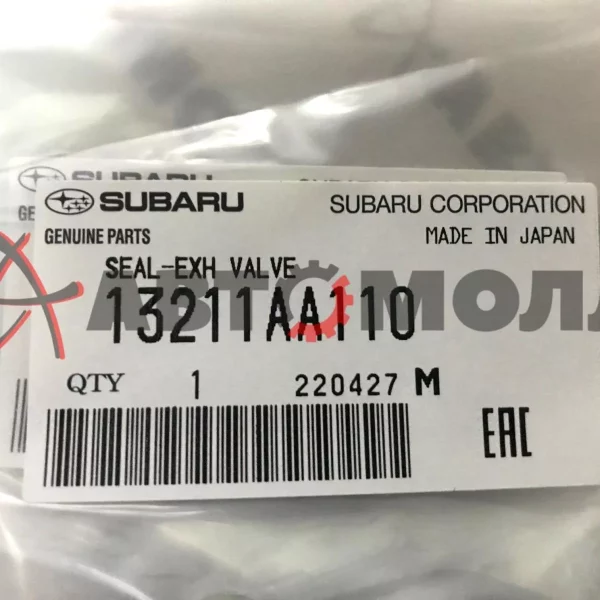 SUBARU SUBARU CORPORATION
GENUINE PARTS MADE IN JAPAN
SEAL-EXH VALVE
13211AA110
АВТОМОЛЛ
QTY 1 220427 M
EAC